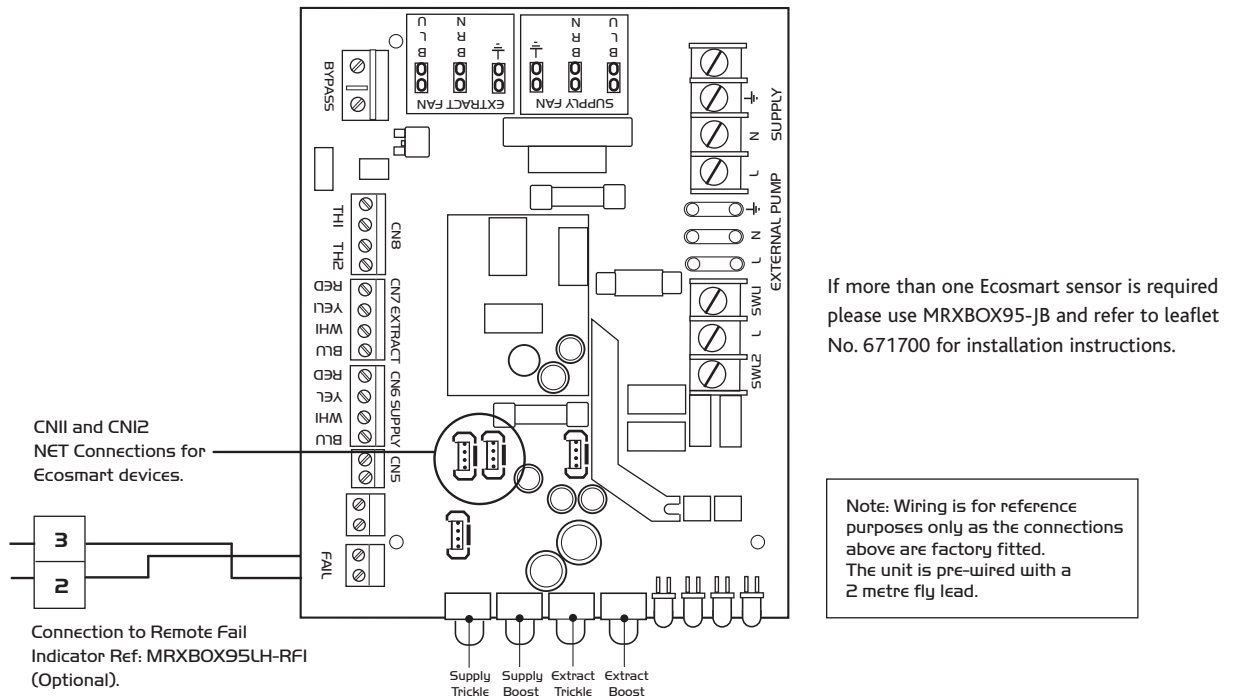 U
L
B
N
R
B
EXTRACT FAN
N
R
B
U
L
B
SUPPLY FAN
BYPASS
SUPPLY
N
L
EXTERNAL PUMP
N
L
SW1
L
SW2
TH1
TH2
CN8
RED
YELL
WHI
BLU
CN7 EXTRACT
RED
YEL
WHI
BLU
CN6 SUPPLY
CN5
FAIL
If more than one Ecosmart sensor is required
please use MRXBOX95-JB and refer to leaflet
No. 671700 for installation instructions.
CN11 and CN12
NET Connections for
Ecosmart devices.
3
2
Connection to Remote Fail
Indicator Ref: MRXBOX95LH-RFI
(Optional).
Note: Wiring is for reference
purposes only as the connections
above are factory fitted.
The unit is pre-wired with a
2 metre fly lead.
Supply
Trickle
Supply
Boost
Extract
Trickle
Extract
Boost